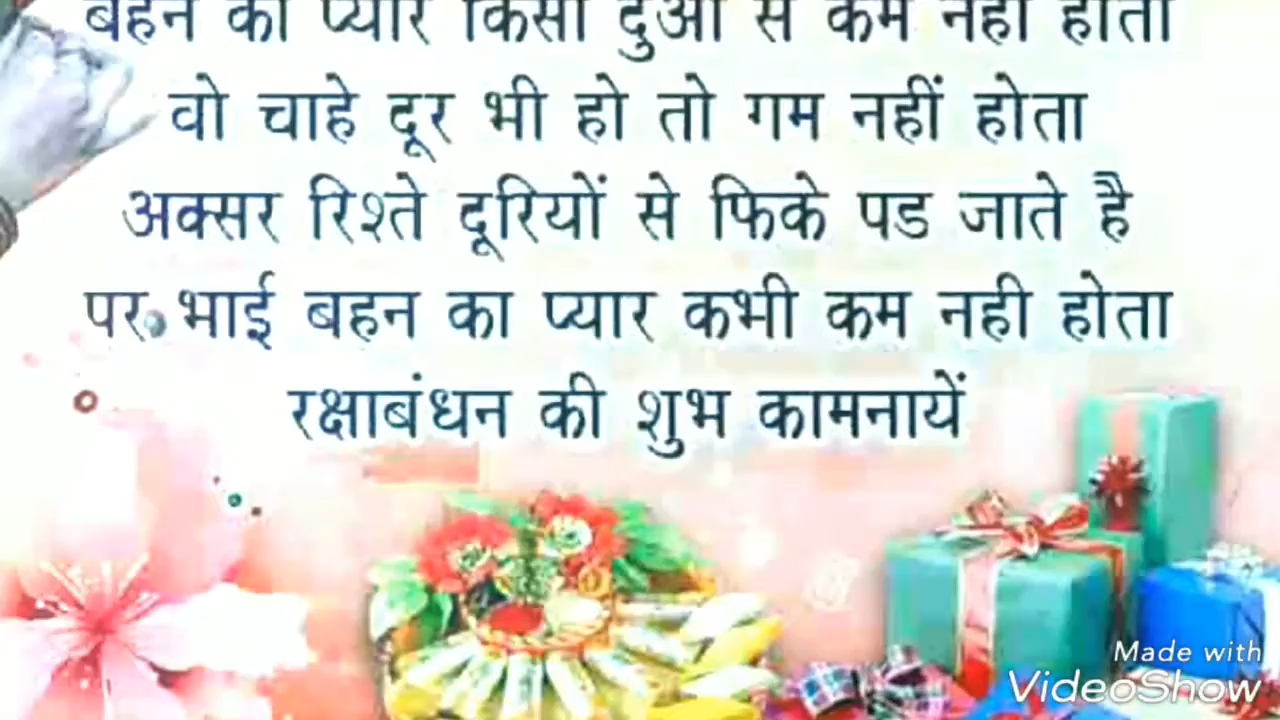 बहन का प्यार किसी दुआ से कम नही होता
वो चाहे दूर भी हो तो गम नहीं होता
अक्सर रिश्ते दूरियों से फिके पड जाते है
पर भाई बहन का प्यार कभी कम नही होता
रक्षाबंधन की शुभ कामनायें
Made with
VideoShow